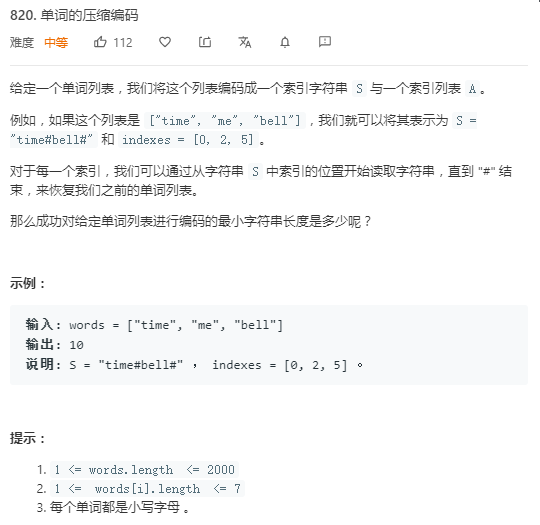 820. 单词的压缩编码
难度 中等 112
给定一个单词列表，我们将这个列表编码成一个索引字符串 S 与一个索引列表 A 。
例如，如果这个列表是 ["time", "me", "bell"] ，我们就可以将其表示为 S =
"time#bell#" 和 indexes = [0, 2, 5] 。
对于每一个索引，我们可以通过从字符串 S 中索引的位置开始读取字符串，直到 "#" 结
束，来恢复我们之前的单词列表。
那么成功对给定单词列表进行编码的最小字符串长度是多少呢？
示例：
输入: words = ["time", "me", "bell"]
输出: 10
说明: S = "time#bell#" ， indexes = [0, 2, 5] 。
提示：
1. 1 <= words.length <= 2000
2. 1 <= words[i].length <= 7
3. 每个单词都是小写字母 。